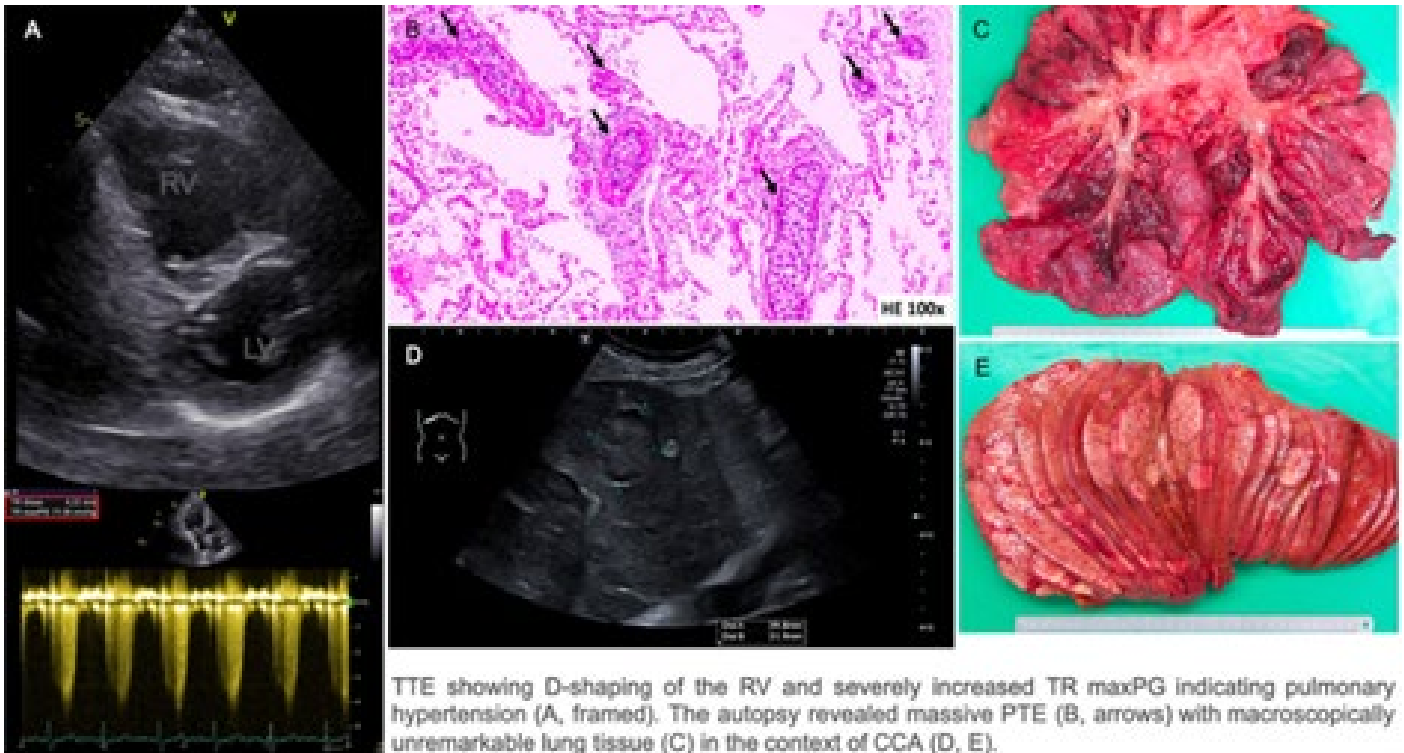 A
V
B
C
S
RV
LV
HE 100x
D
E
TTE showing D-shaping of the RV and severely increased TR maxPG indicating pulmonary
hypertension (A, framed). The autopsy revealed massive PTE (B, arrows) with macroscopically
unremarkable lung tissue (C) in the context of CCA (D, E).